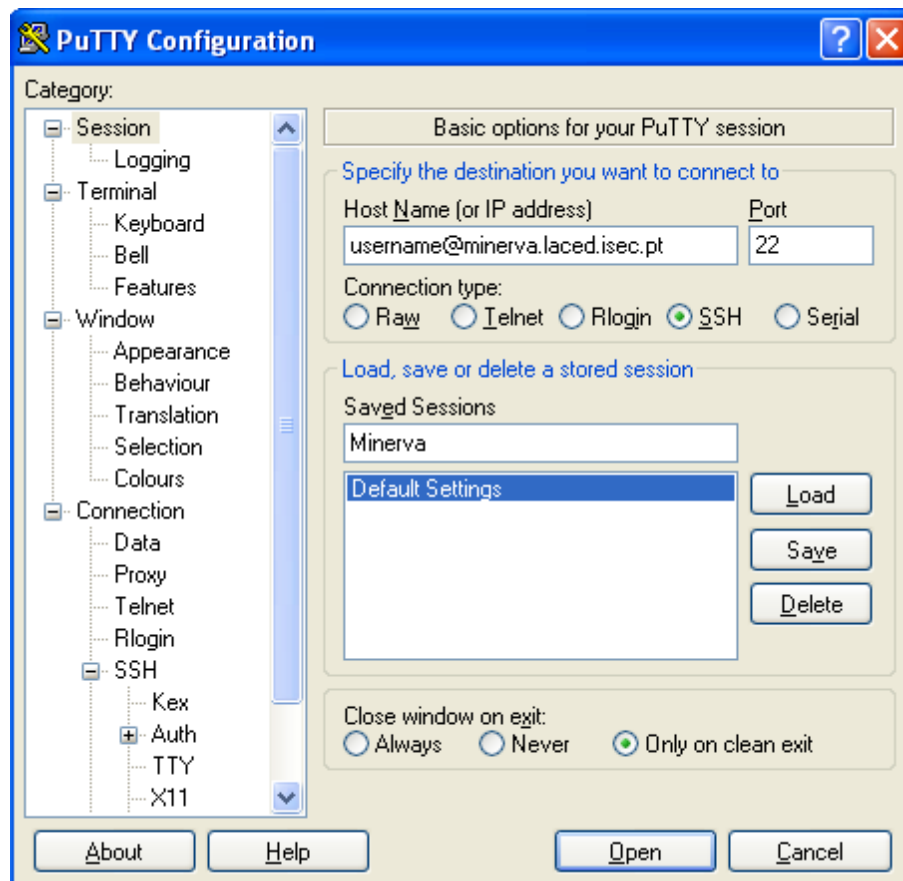 PuTTY Configuration
Category:
Session
Logging
Terminal
Keyboard
Bell
Features
Window
Appearance
Behaviour
Translation
Selection
Colours
Connection
Data
Proxy
Telnet
Rlogin
SSH
Kex
Auth
TTY
X11
Basic options for your PuTTY session
Specify the destination you want to connect to
Host Name (or IP address) Port
username@minerva.laced.isec.pt 22
Connection type:
Raw Telnet Rlogin SSH Serial
Load, save or delete a stored session
Saved Sessions
Minerva
Default Settings
Load
Save
Delete
Close window on exit:
Always Never Only on clean exit
About Help Open Cancel